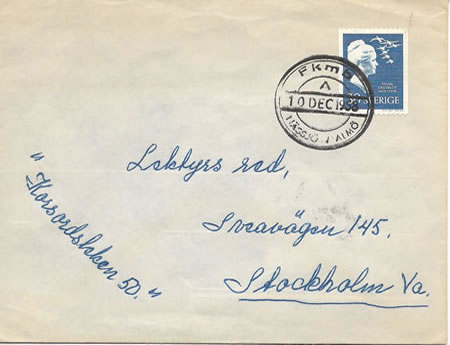 Fkmp
A
10 DEC 1958
SVERIGE
Lektyrs red,
Sveavägen 145.
Stockholm Va.
"Korsordsleken 50."